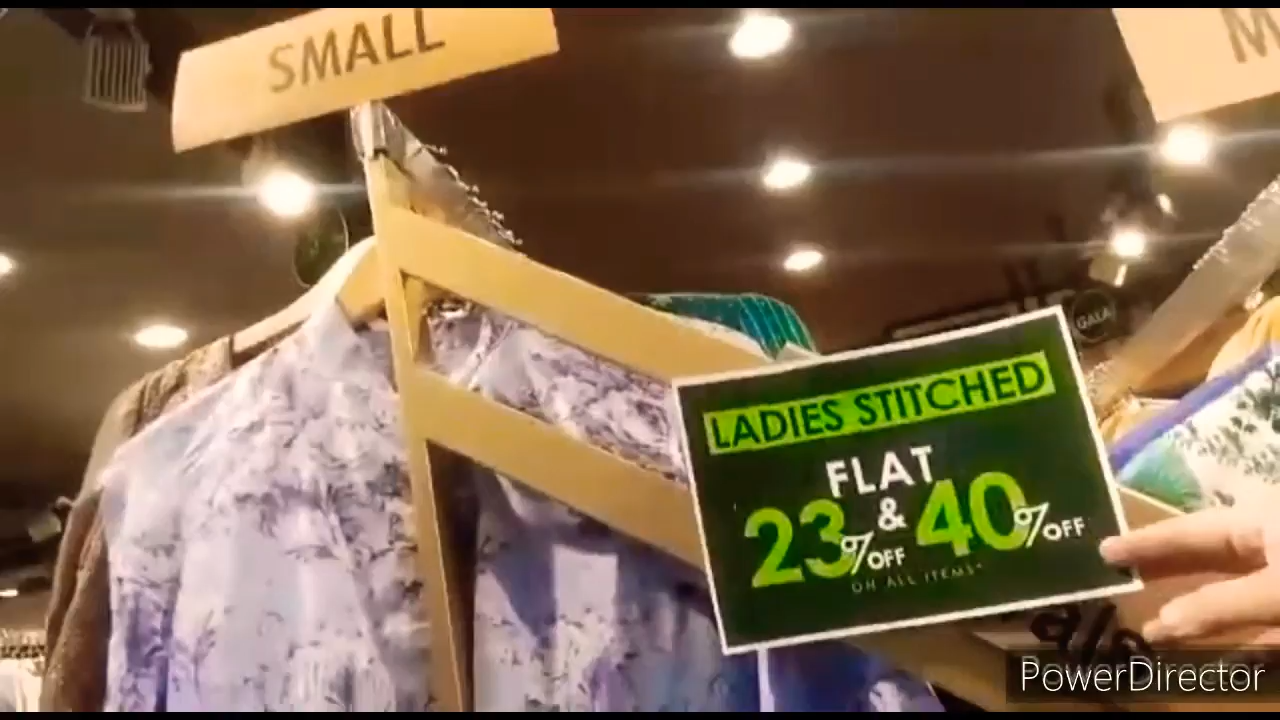 SMALL
M
GALA
LADIES STITCHED
FLAT
23%OFF & 40%OFF
ON ALL ITEMS*
PowerDirector